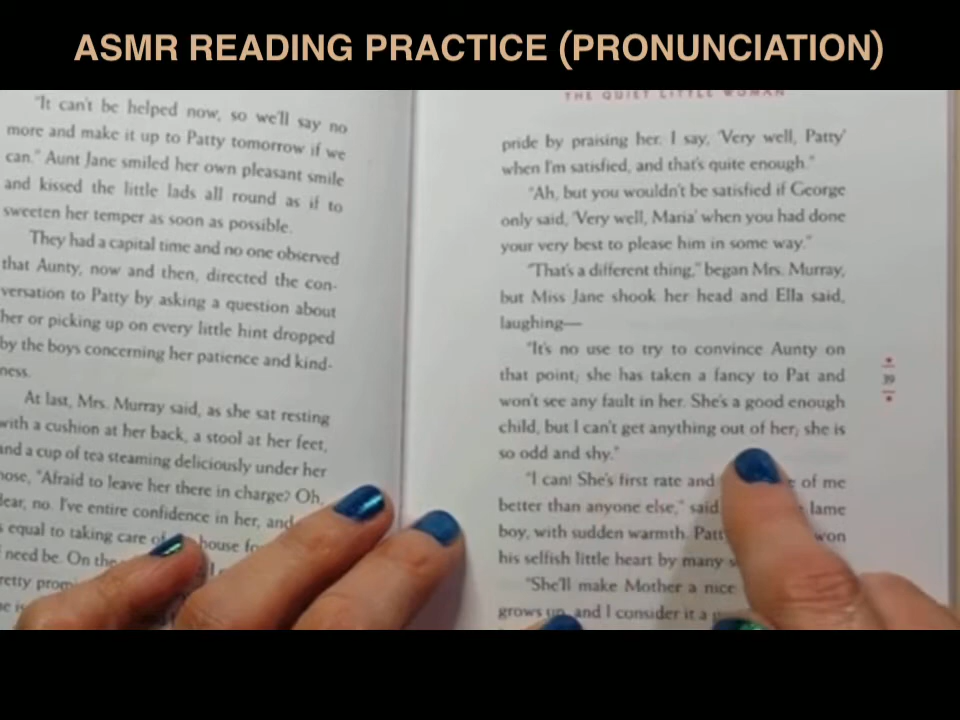 ASMR READING PRACTICE (PRONUNCIATION)
"It can't be helped now, so we'll say no
more and make it up to Patty tomorrow if we
can." Aunt Jane smiled her own pleasant smile
and kissed the little lads all round as if to
sweeten her temper as soon as possible.
They had a capital time and no one observed
that Aunty, now and then, directed the con-
versation to Patty by asking a question about
her or picking up on every little hint dropped
by the boys concerning her patience and kind-
ness.
At last, Mrs. Murray said, as she sat resting
with a cushion at her back, a stool at her feet,
and a cup of tea steaming deliciously under her
nose, "Afraid to leave her there in charge? Oh,
dear, no. I've entire confidence in her, and
equal to taking care of house
need be. On the
THE QUIET LITTLE WOMAN
pride by praising her. I say, 'Very well, Patty'
when I'm satisfied, and that's quite enough."
"Ah, but you wouldn't be satisfied if George
only said, 'Very well, Maria' when you had done
your very best to please him in some way."
"That's a different thing," began Mrs. Murray,
but Miss Jane shook her head and Ella said,
laughing—
"It's no use to try to convince Aunty on
that point; she has taken a fancy to Pat and
won't see any fault in her. She's a good enough
child, but I can't get anything out of her; she is
so odd and shy."
"I can! She's first rate and of me
better than anyone else," said lame
boy, with sudden warmth. won
his selfish little heart by many
"She'll make Mother a nice
grows up, and I consider it a
39